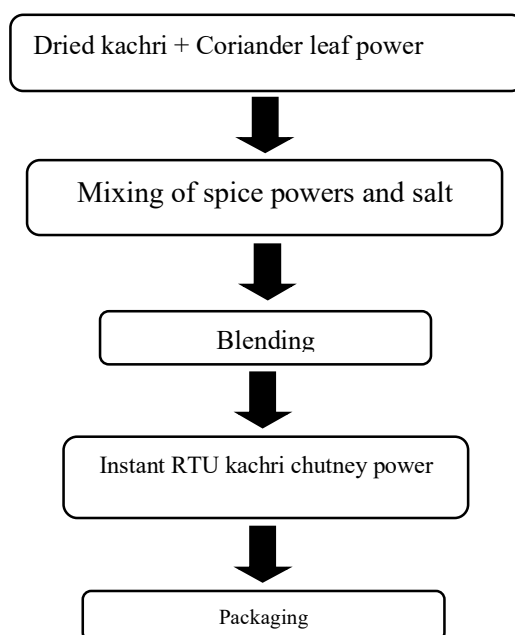 Dried kachri + Coriander leaf power
Mixing of spice powers and salt
Blending
Instant RTU kachri chutney power
Packaging